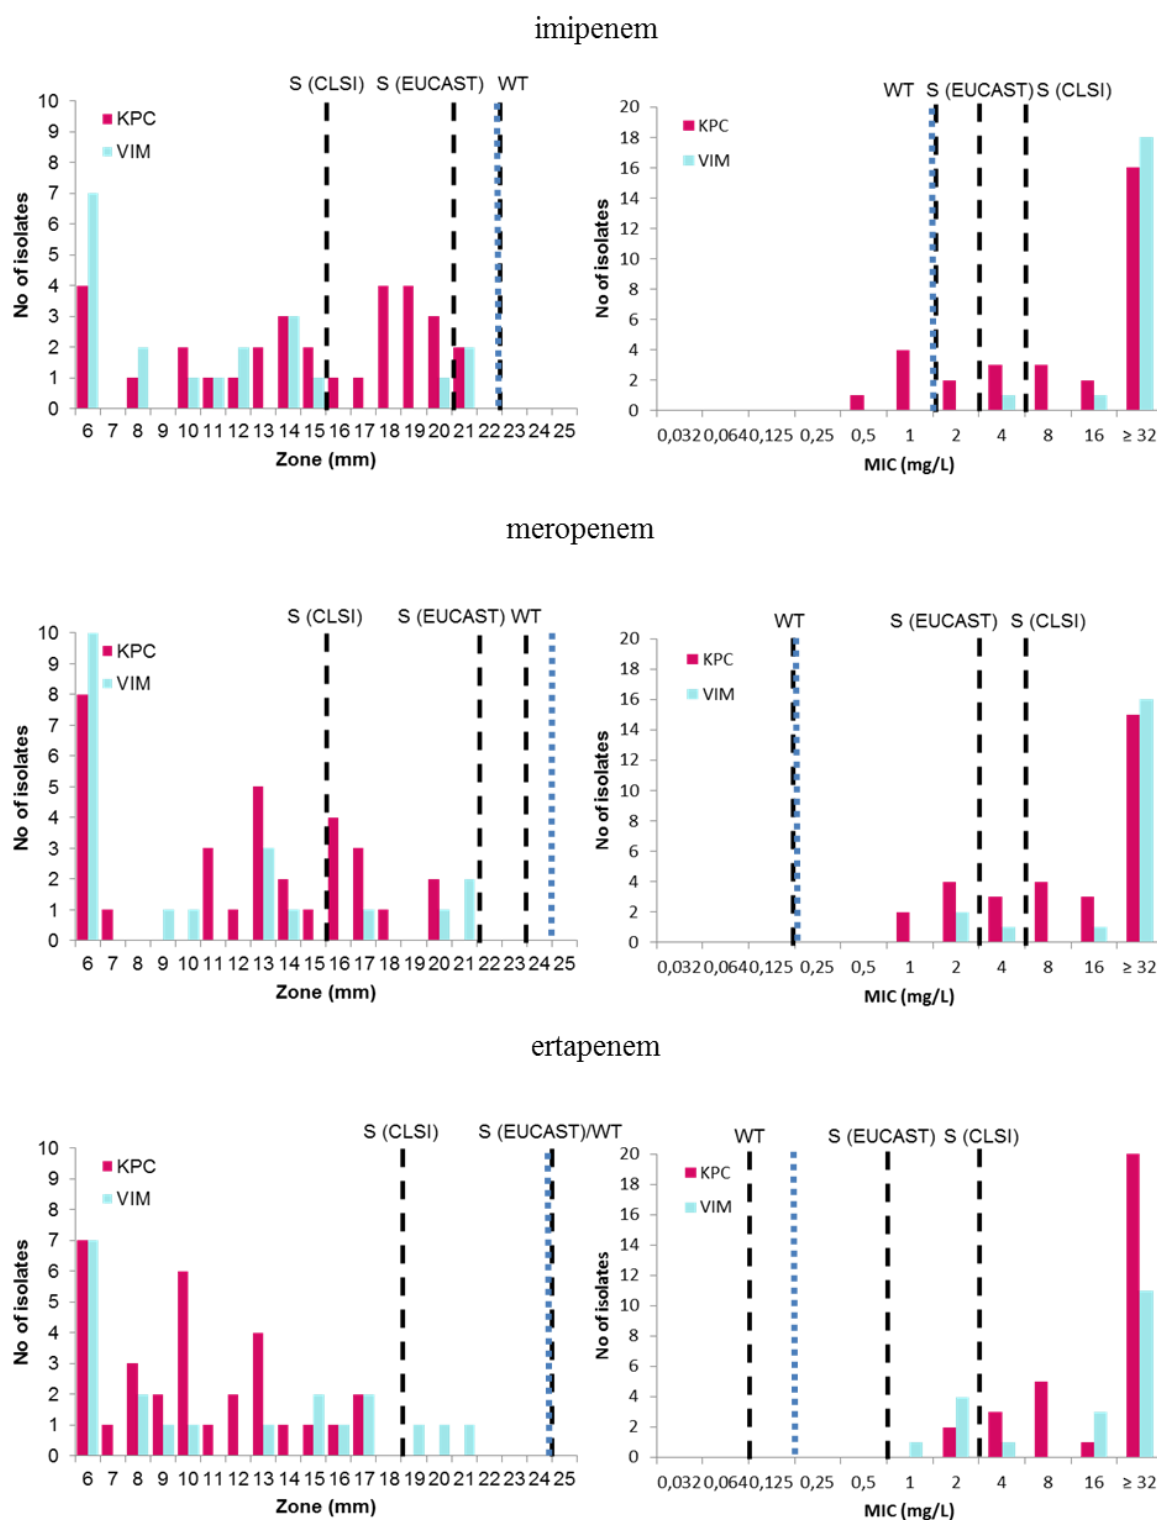 imipenem
S (CLSI) S (EUCAST) WT
WT S (EUCAST) S (CLSI)
10
9
8
7
6
5
4
3
2
1
0
No of isolates
KPC
VIM
6 7 8 9 10 11 12 13 14 15 16 17 18 19 20 21 22 23 24 25
Zone (mm)
20
18
16
14
12
10
8
6
4
2
0
No of isolates
KPC
VIM
0,032 0,064 0,125 0,25 0,5 1 2 4 8 16 ≥ 32
MIC (mg/L)
meropenem
S (CLSI) S (EUCAST) WT
WT S (EUCAST) S (CLSI)
10
9
8
7
6
5
4
3
2
1
0
No of isolates
KPC
VIM
6 7 8 9 10 11 12 13 14 15 16 17 18 20 21 22 23 24 25
Zone (mm)
20
18
16
14
12
10
8
6
4
2
0
No of isolates
KPC
VIM
0,032 0,064 0,125 0,25 0,5 1 2 4 8 16 ≥ 32
MIC (mg/L)
ertapenem
S (CLSI) S (EUCAST)/WT
WT S (EUCAST) S (CLSI)
10
9
8
7
6
5
4
3
2
1
0
No of isolates
KPC
VIM
6 7 8 9 10 11 12 13 14 15 16 17 18 19 20 21 22 23 24 25
Zone (mm)
20
18
16
14
12
10
8
6
4
2
0
No of isolates
KPC
VIM
0,032 0,064 0,125 0,25 0,5 1 2 4 8 16 ≥ 32
MIC (mg/L)